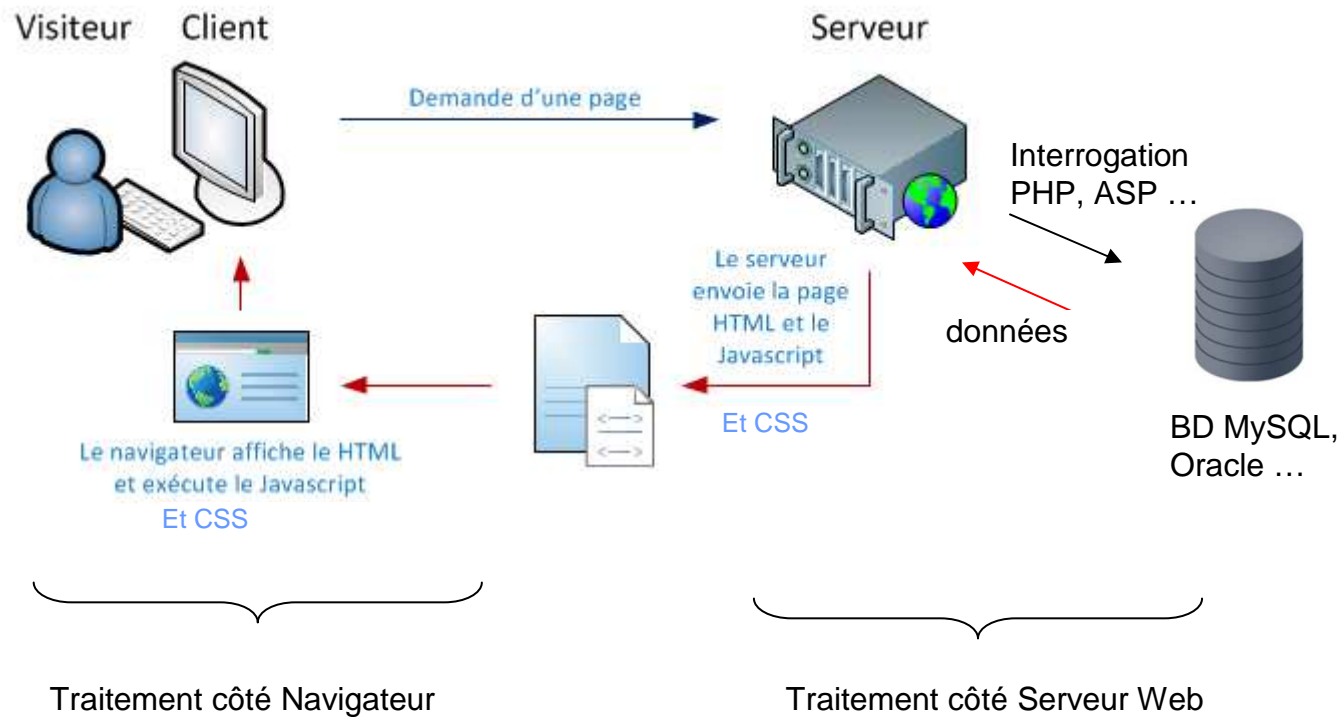 Visiteur
Client
Serveur
Demande d'une page
Interrogation
PHP, ASP …
Le serveur
envoie la page
HTML et le
Javascript
données
Et CSS
BD MySQL,
Oracle …
Le navigateur affiche le HTML
et exécute le Javascript
Et CSS
Traitement côté Navigateur
Traitement côté Serveur Web